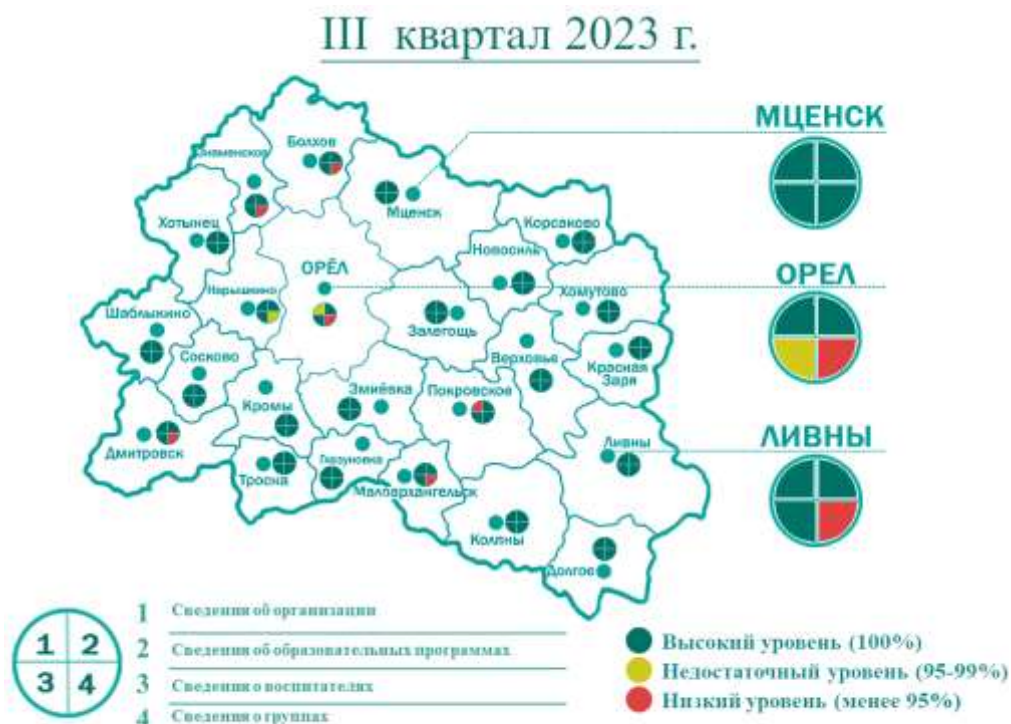 III квартал 2023 г.
МЦЕНСК
Болхов
Знаменское
Мценск
Хотынец
Корсаково
Новосиль
ОРЁЛ
ОРЕЛ
Нарышкино
Хомутово
Шаблыкино
Залегощь
Сосково
Верховье
Красная
Заря
Змиёвка
Покровское
Кромы
ЛИВНЫ
Ливны
Дмитровск
Тросна
Глазуновка
Малоархангельск
Колпны
Долгое
1 Сведения об организации
2 Сведения об образовательных программах
3 Сведения о воспитателях
4 Сведения о группах
1 2
3 4
Высокий уровень (100%)
Недостаточный уровень (95-99%)
Низкий уровень (менее 95%)